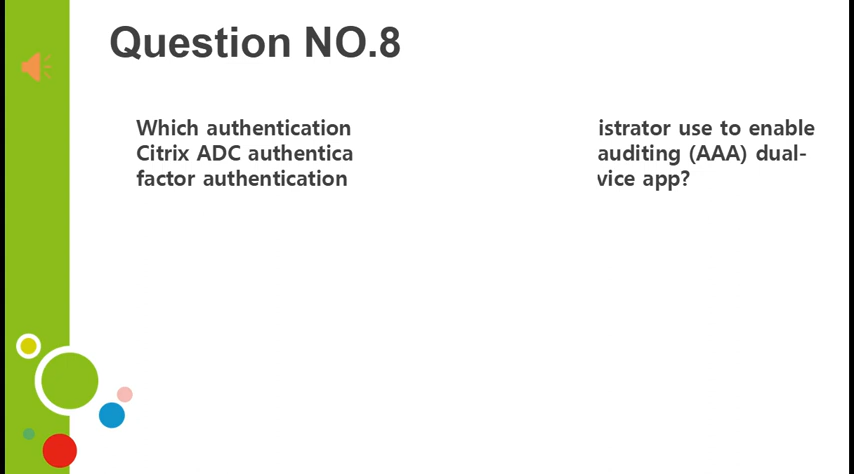 Question NO.8
Which authentication istrator use to enable
Citrix ADC authentica auditing (AAA) dual-
factor authentication vice app?